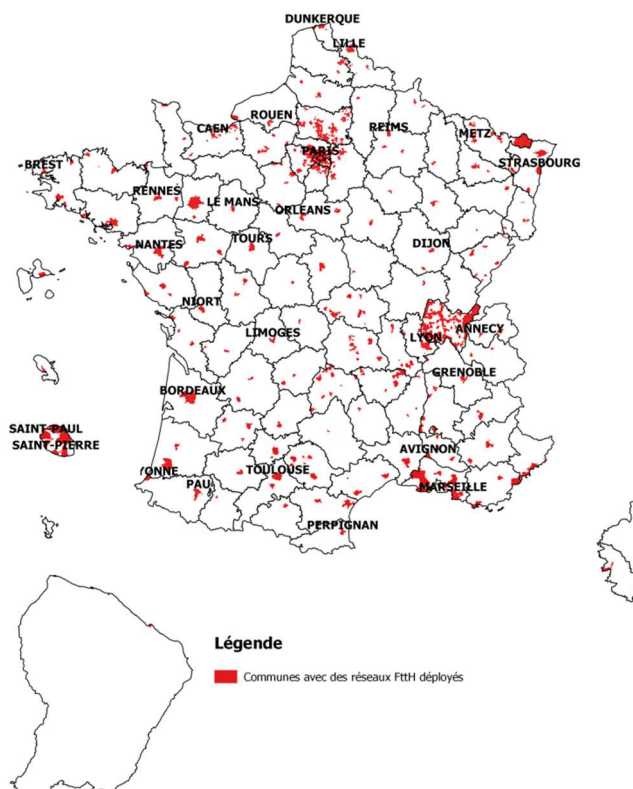 DUNKERQUE
LILLE
ROUEN
CAEN
REIMS
METZ
PARIS
BREST
STRASBOURG
RENNES
LE MANS
ORLEANS
NANTES
TOURS
DIJON
NIORT
LIMOGES
LYON
ANNECY
GRENOBLE
BORDEAUX
SAINT-PAUL
SAINT-PIERRE
AVIGNON
YONNE
TOULOUSE
PAU
MARSEILLE
PERPIGNAN
Légende
Communes avec des réseaux FttH déployés